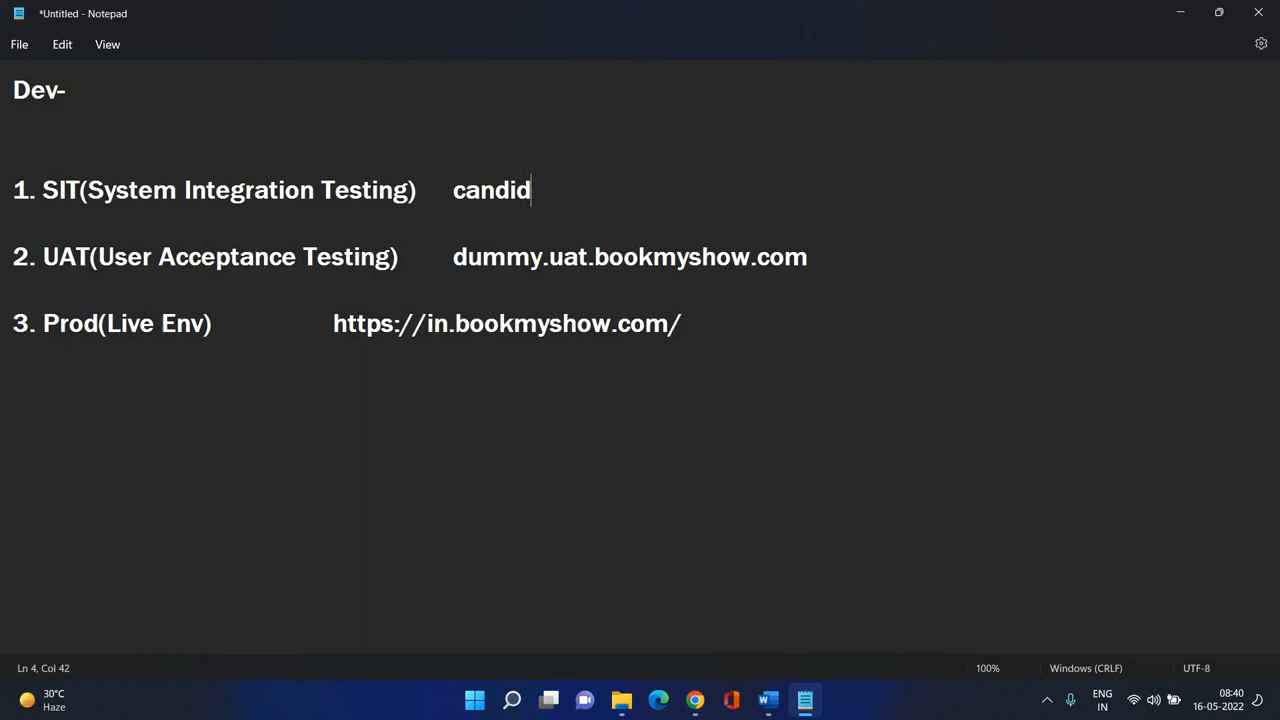 *Untitled - Notepad
File Edit View
Dev-
1. SIT(System Integration Testing) candid
2. UAT(User Acceptance Testing) dummy.uat.bookmyshow.com
3. Prod(Live Env) https://in.bookmyshow.com/
Ln 4, Col 42 100% Windows (CRLF) UTF-8
30°C
Haze
ENG
IN
08:40
16-05-2022